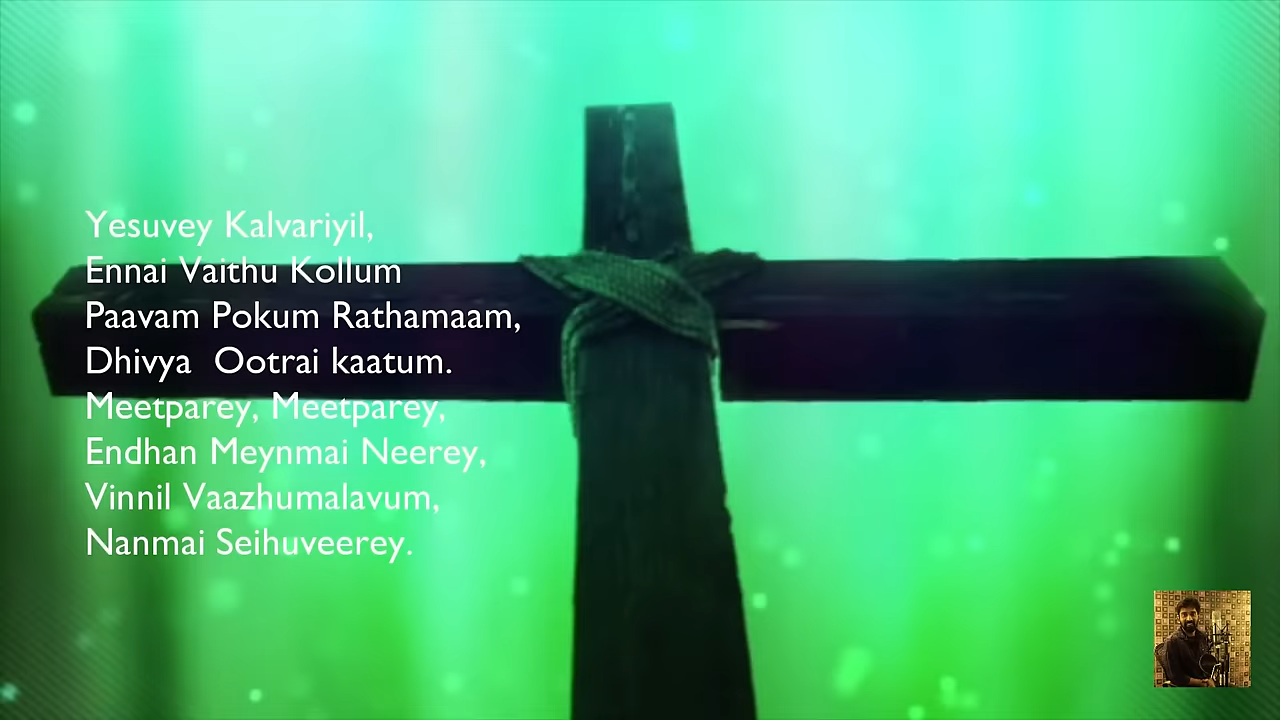 Yesuvey Kalvariyil,
Ennai Vaithu Kollum
Paavam Pokum Rathamaam,
Dhivya  Ootrai kaatum.
Meetparey, Meetparey,
Endhan Meynmai Neerey,
Vinnil Vaazhumalavum,
Nanmai Seihuveerey.